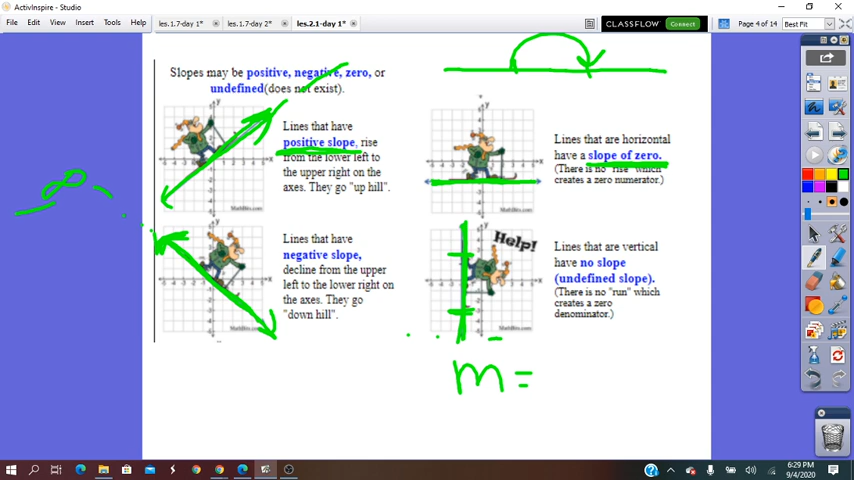 ActivInspire - Studio
File Edit View Insert Tools Help
CLASSFLOW Connect
Page 4 of 14 Best Fit
les.1.7-day 1* les.1.7-day 2* les.2.1-day 1*
Slopes may be positive, negative, zero, or
undefined(does not exist).
Lines that have
positive slope, rise
from the lower left to
the upper right on the
axes. They go "up hill".
Lines that are horizontal
have a slope of zero.
(There is no "rise" which
creates a zero numerator.)
Lines that have
negative slope,
decline from the upper
left to the lower right on
the axes. They go
"down hill".
Help!
Lines that are vertical
have no slope
(undefined slope).
(There is no "run" which
creates a zero
denominator.)
m =
6:29 PM
9/4/2020